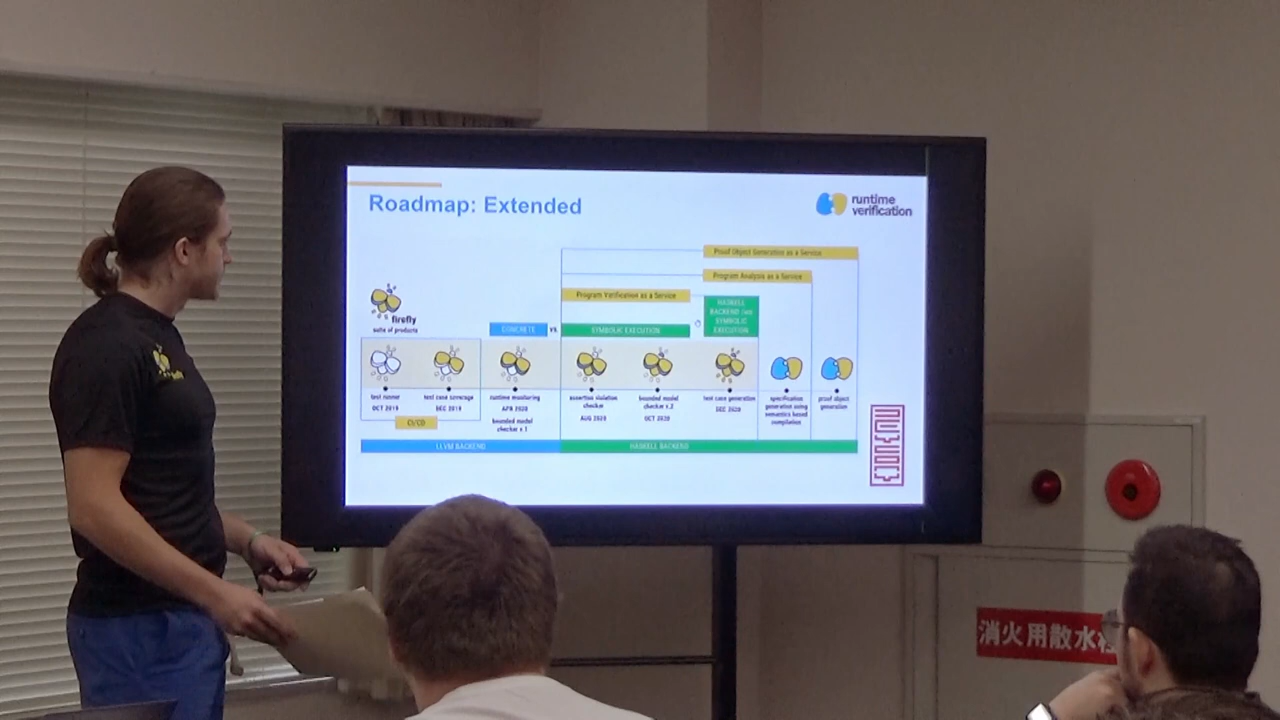 Roadmap: Extended
runtime
verification
Proof Object Generation as a Service
Program Analysis as a Service
Program Verification as a Service
HASKELL
SYMBOLIC
EXECUTION
firefly
suite of products
CONCRETE
VS
SYMBOLIC EXECUTION
test runner
OCT 2019
test case coverage
DEC 2019
CI/CD
runtime monitoring
APR 2020
bounded model
checker v.1
assertion violation
checker
AUG 2020
bounded model
checker v.2
OCT 2020
test case generation
DEC 2020
specification
generation using
semantics based
compilation
proof object
generation
LLVM BACKEND
HASKELL BACKEND
消火用散水栓